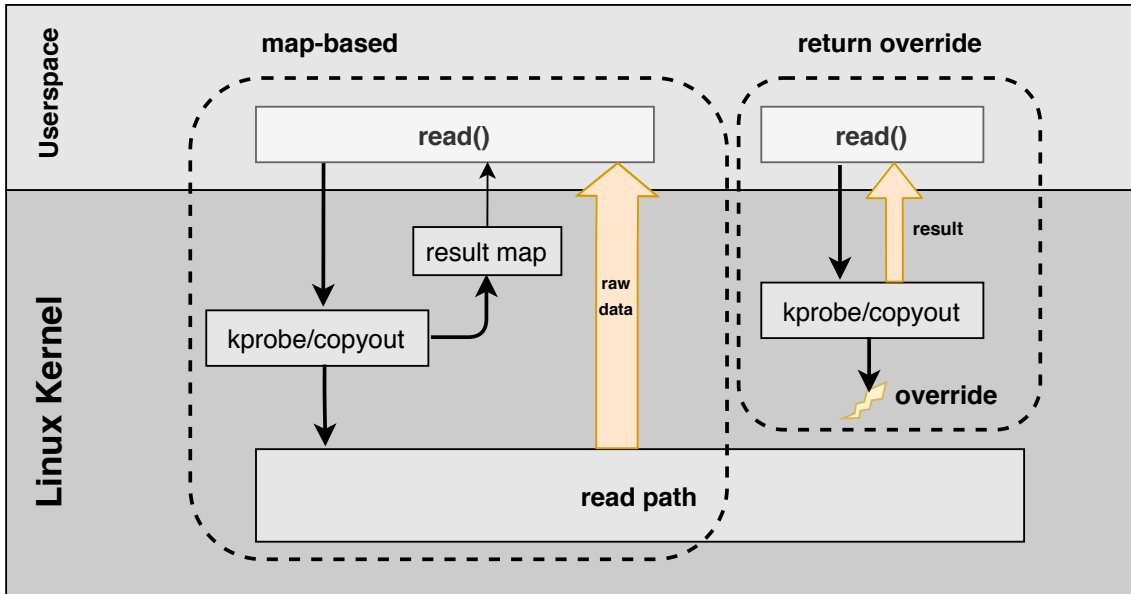 Userspace
map-based
return override
read()
read()
result map
raw
data
result
kprobe/copyout
kprobe/copyout
override
Linux Kernel
read path